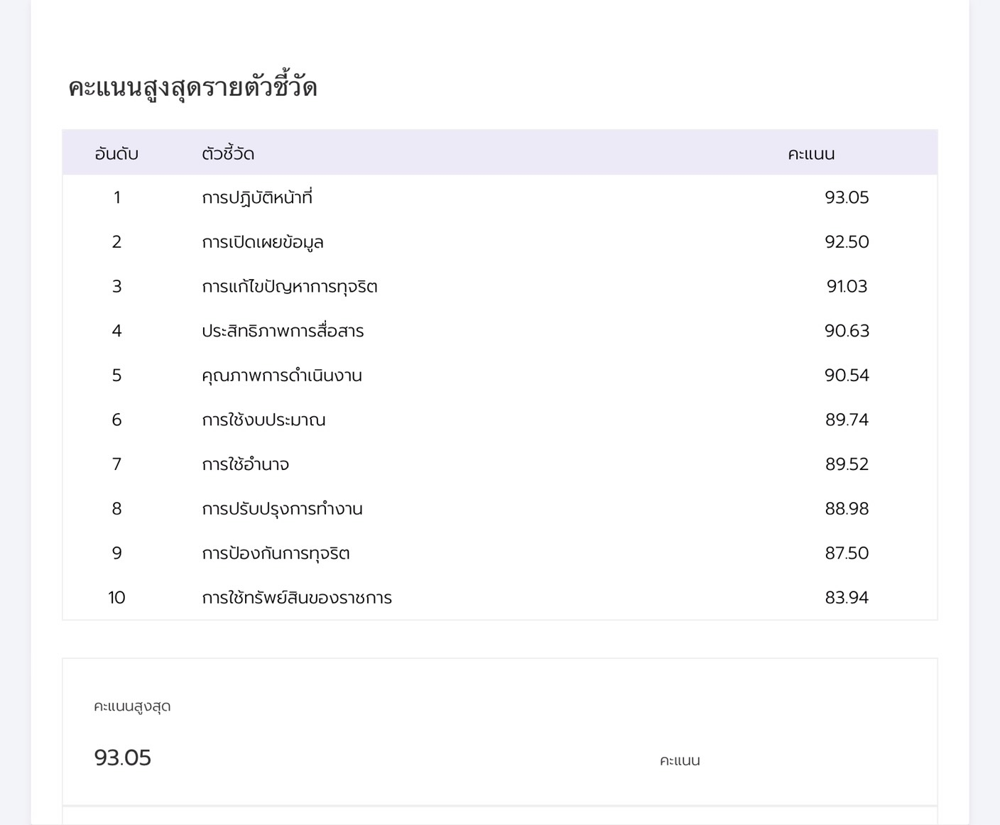 คะแนนสูงสุดรายตัวชี้วัด
อันดับ ตัวชี้วัด คะแนน
1 การปฏิบัติหน้าที่ 93.05
2 การเปิดเผยข้อมูล 92.50
3 การแก้ไขปัญหาการทุจริต 91.03
4 ประสิทธิภาพการสื่อสาร 90.63
5 คุณภาพการดำเนินงาน 90.54
6 การใช้งบประมาณ 89.74
7 การใช้อำนาจ 89.52
8 การปรับปรุงการทำงาน 88.98
9 การป้องกันการทุจริต 87.50
10 การใช้ทรัพย์สินของราชการ 83.94
คะแนนสูงสุด
93.05 คะแนน